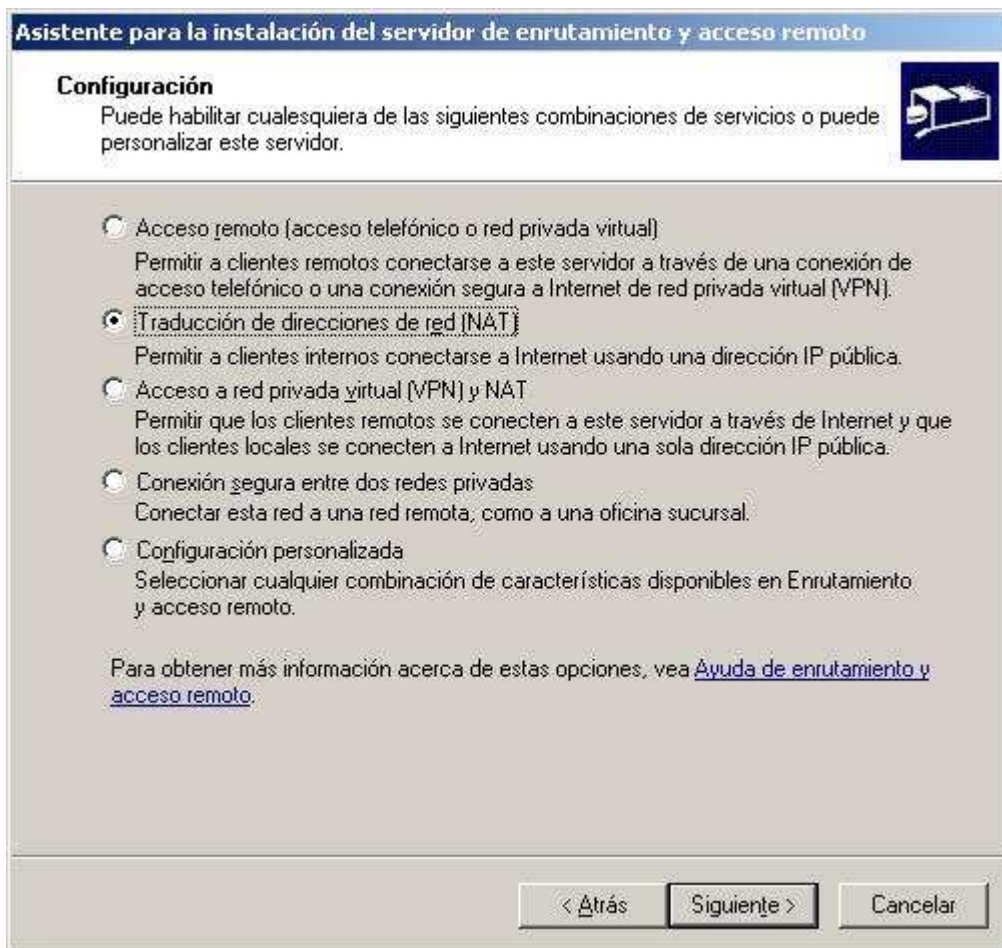 Asistente para la instalación del servidor de enrutamiento y acceso remoto
Configuración
Puede habilitar cualesquiera de las siguientes combinaciones de servicios o puede
personalizar este servidor.
Acceso remoto (acceso telefónico o red privada virtual)
Permitir a clientes remotos conectarse a este servidor a través de una conexión de
acceso telefónico o una conexión segura a Internet de red privada virtual (VPN).
Traducción de direcciones de red (NAT)
Permitir a clientes internos conectarse a Internet usando una dirección IP pública.
Acceso a red privada virtual (VPN) y NAT
Permitir que los clientes remotos se conecten a este servidor a través de Internet y que
los clientes locales se conecten a Internet usando una sola dirección IP pública.
Conexión segura entre dos redes privadas
Conectar esta red a una red remota, como a una oficina sucursal.
Configuración personalizada
Seleccionar cualquier combinación de características disponibles en Enrutamiento
y acceso remoto.
Para obtener más información acerca de estas opciones, vea Ayuda de enrutamiento y
acceso remoto.
< Atrás Siguiente > Cancelar